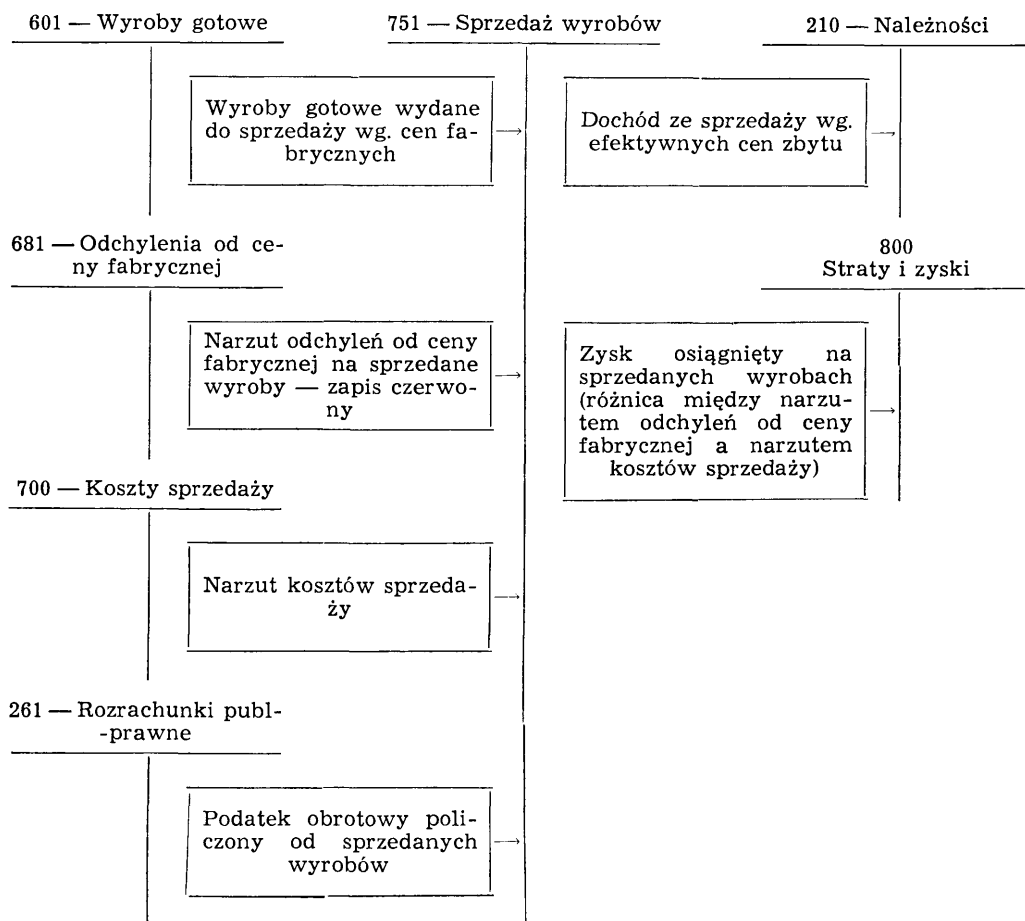 601 — Wyroby gotowe
751 — Sprzedaż wyrobów
210 — Należności
Wyroby gotowe wydane
do sprzedaży wg. cen fa-
brycznych
Dochód ze sprzedaży wg.
efektywnych cen zbytu
681 — Odchylenia od ce-
ny fabrycznej
800
Straty i zyski
Narzut odchyleń od ceny
fabrycznej na sprzedane
wyroby — zapis czerwo-
ny
Zysk osiągnięty na
sprzedanych wyrobach
(różnica między narzu-
tem odchyleń od ceny
fabrycznej a narzutem
kosztów sprzedaży)
700 — Koszty sprzedaży
Narzut kosztów sprzeda-
ży
261 — Rozrachunki publ-
-prawne
Podatek obrotowy poli-
czony od sprzedanych
wyrobów